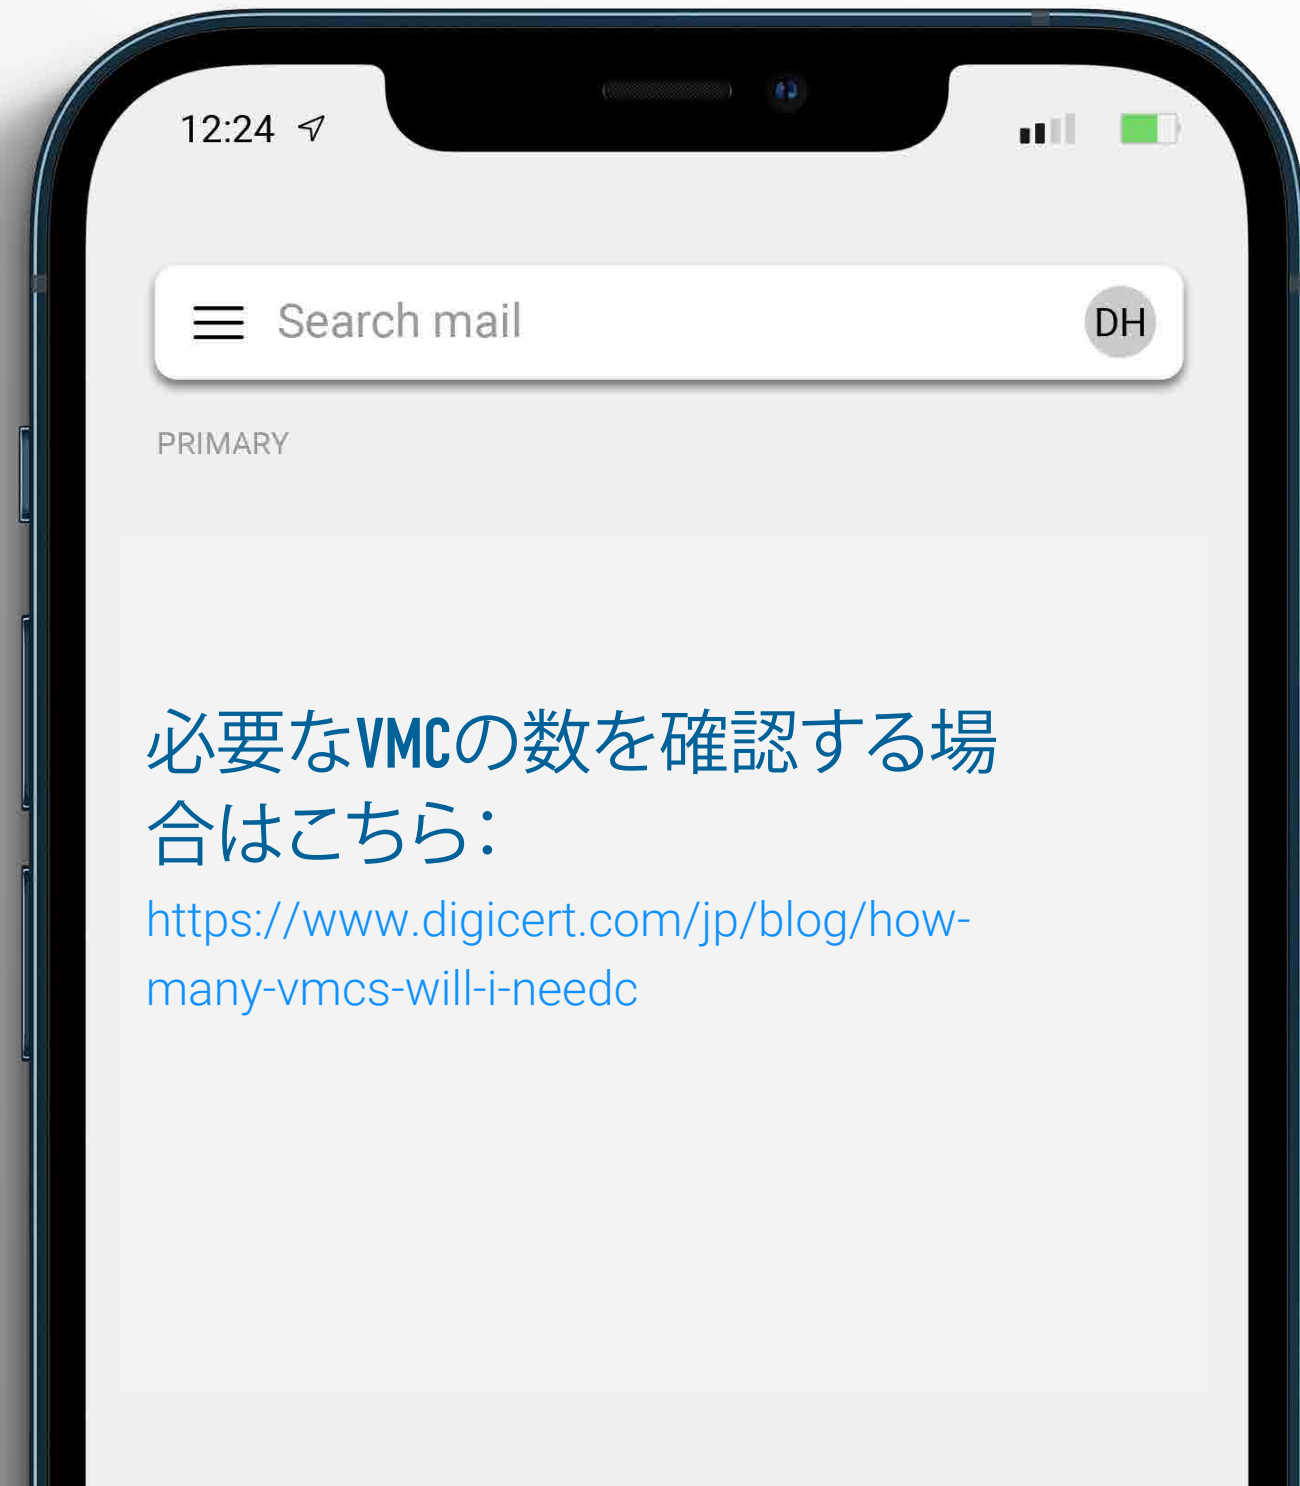 12:24
Search mail
DH
PRIMARY
必要なVMCの数を確認する場
合はこちら：
https://www.digicert.com/jp/blog/how-
many-vmcs-will-i-needc